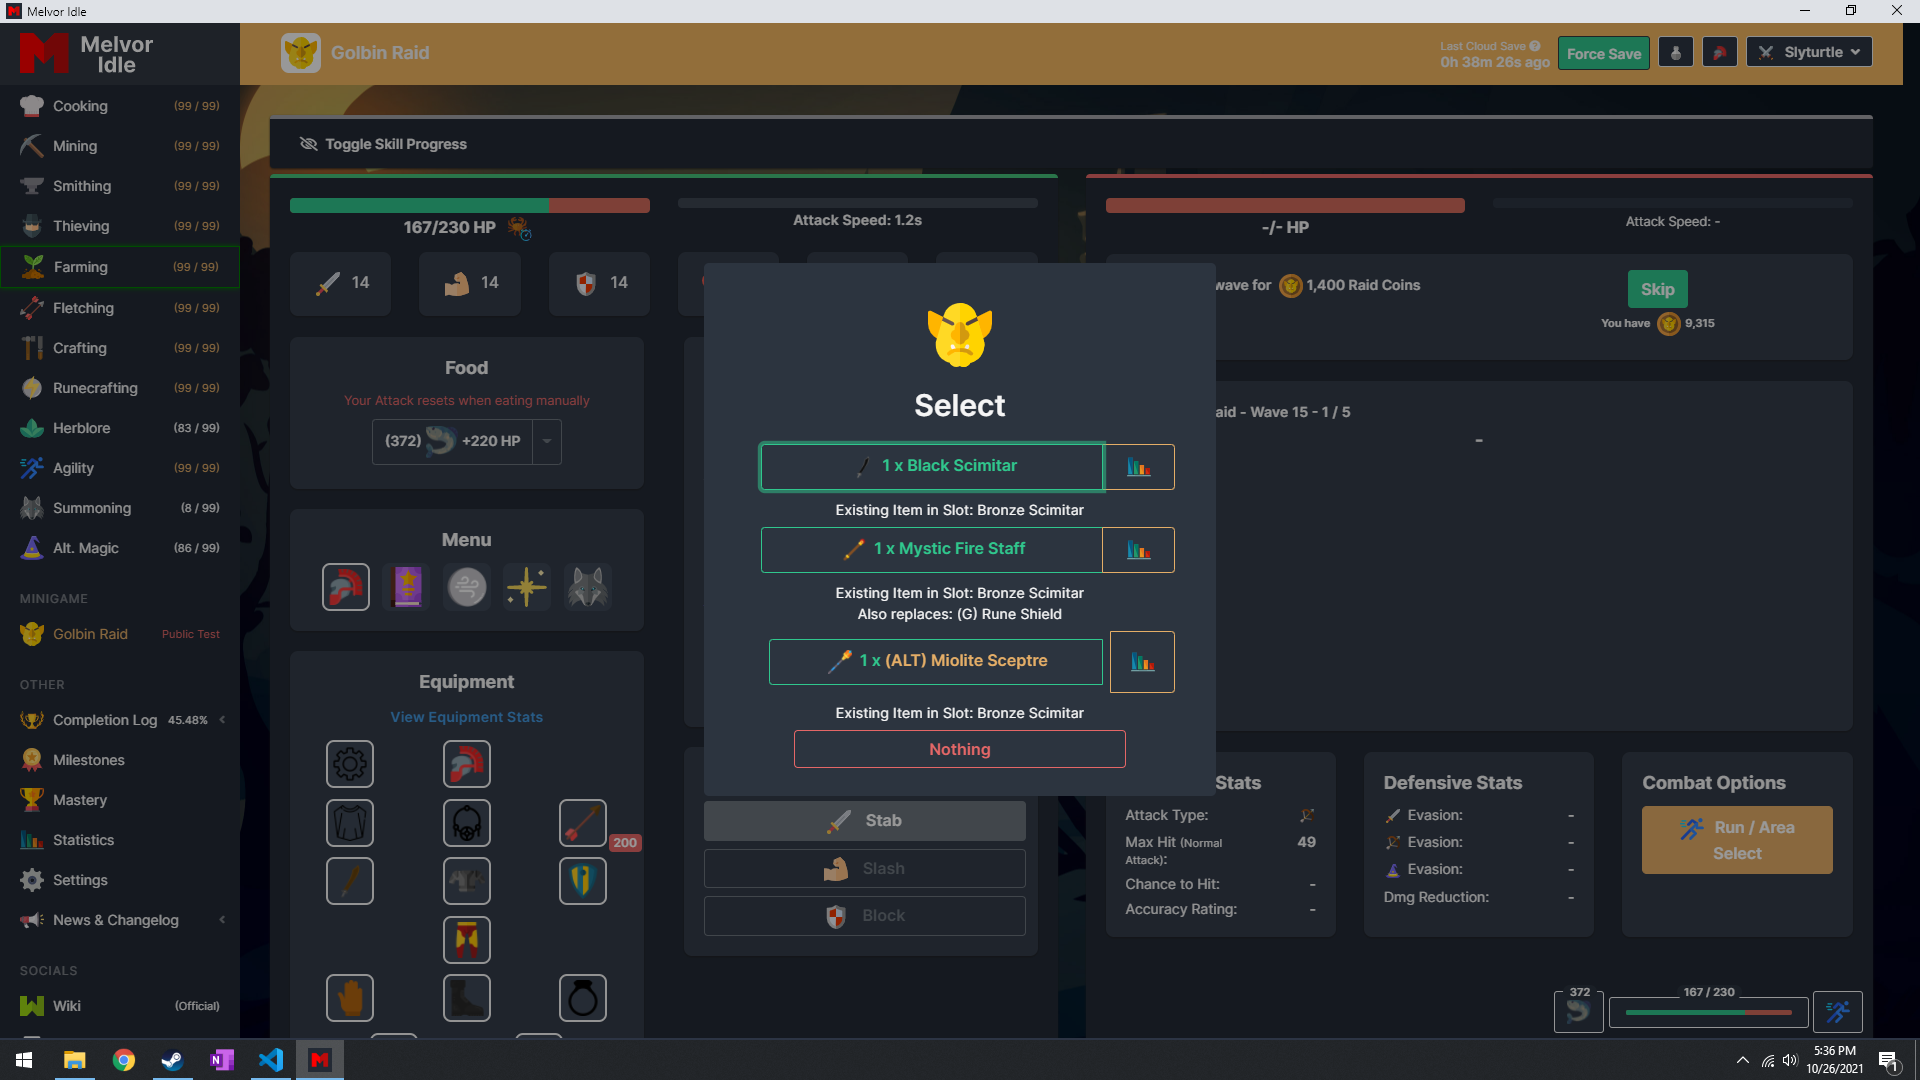 Melvor Idle
Melvor
Idle
Golbin Raid
Last Cloud Save
0h 38m 26s ago
Force Save
Slyturtle
Cooking (99 / 99)
Mining (99 / 99)
Smithing (99 / 99)
Thieving (99 / 99)
Farming (99 / 99)
Fletching (99 / 99)
Crafting (99 / 99)
Runecrafting (99 / 99)
Herblore (83 / 99)
Agility (99 / 99)
Summoning (8 / 99)
Alt. Magic (86 / 99)
MINIGAME
Golbin Raid Public Test
OTHER
Completion Log 45.48%
Milestones
Mastery
Statistics
Settings
News & Changelog
SOCIALS
Wiki (Official)
Toggle Skill Progress
167/230 HP
Attack Speed: 1.2s
14
14
14
Food
Your Attack resets when eating manually
(372) +220 HP
Menu
Equipment
View Equipment Stats
200
Select
1 x Black Scimitar
Existing Item in Slot: Bronze Scimitar
1 x Mystic Fire Staff
Existing Item in Slot: Bronze Scimitar
Also replaces: (G) Rune Shield
1 x (ALT) Miolite Sceptre
Existing Item in Slot: Bronze Scimitar
Nothing
Stab
Slash
Block
-/- HP
Attack Speed: -
wave for 1,400 Raid Coins
Skip
You have 9,315
aid - Wave 15 - 1 / 5
-
Stats
Attack Type:
Max Hit (Normal Attack): 49
Chance to Hit: -
Accuracy Rating: -
Defensive Stats
Evasion: -
Evasion: -
Evasion: -
Dmg Reduction: -
Combat Options
Run / Area
Select
372
167 / 230
5:36 PM
10/26/2021
1